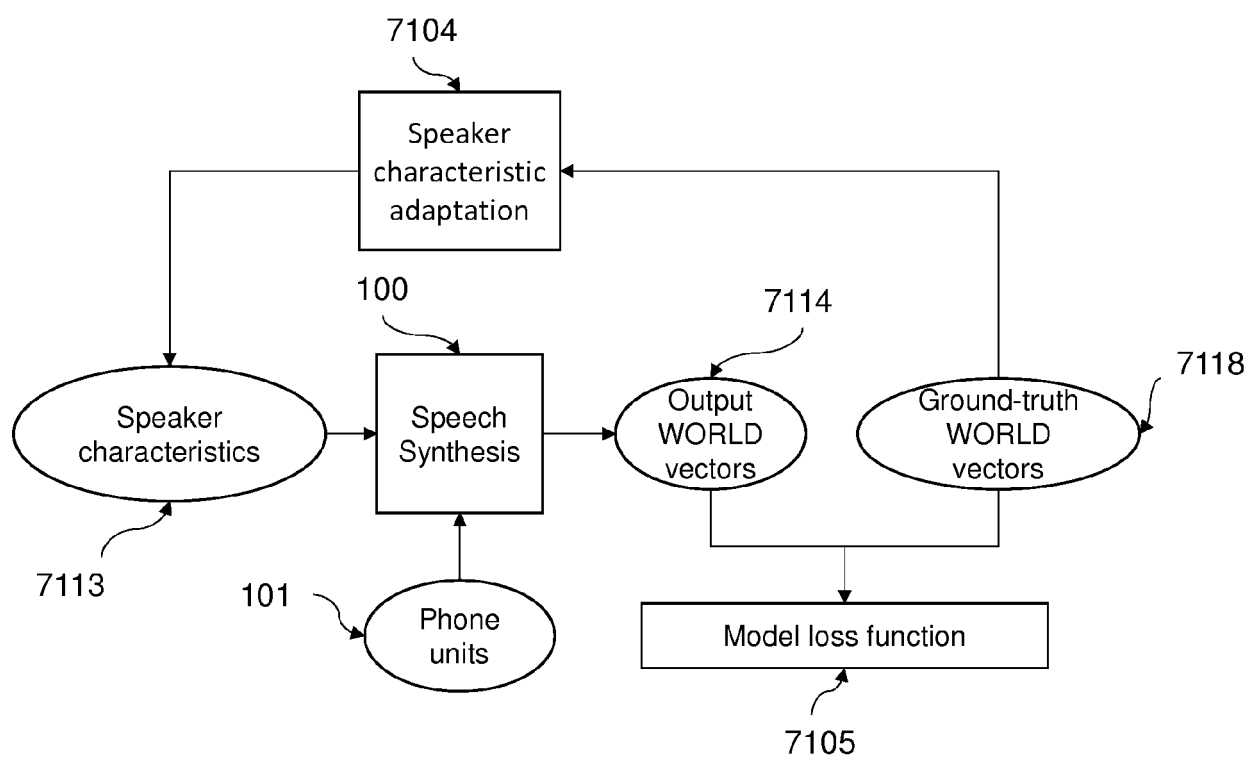 7104
Speaker
characteristic
adaptation
100
7114
7118
Speaker
characteristics
Speech
Synthesis
Output
WORLD
vectors
Ground-truth
WORLD
vectors
7113
101
Phone
units
Model loss function
7105